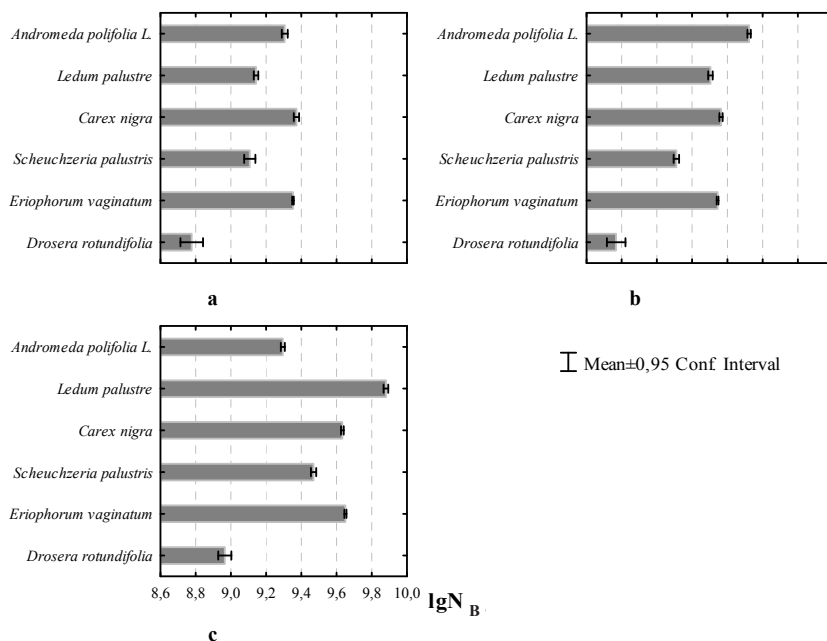 Andromeda polifolia L.
Ledum palustre
Carex nigra
Scheuchzeria palustris
Eriophorum vaginatum
Drosera rotundifolia
a
Andromeda polifolia L.
Ledum palustre
Carex nigra
Scheuchzeria palustris
Eriophorum vaginatum
Drosera rotundifolia
b
Andromeda polifolia L.
Ledum palustre
Carex nigra
Scheuchzeria palustris
Eriophorum vaginatum
Drosera rotundifolia
8,6 8,8 9,0 9,2 9,4 9,6 9,8 10,0
lgN B
c
Mean±0,95 Conf. Interval